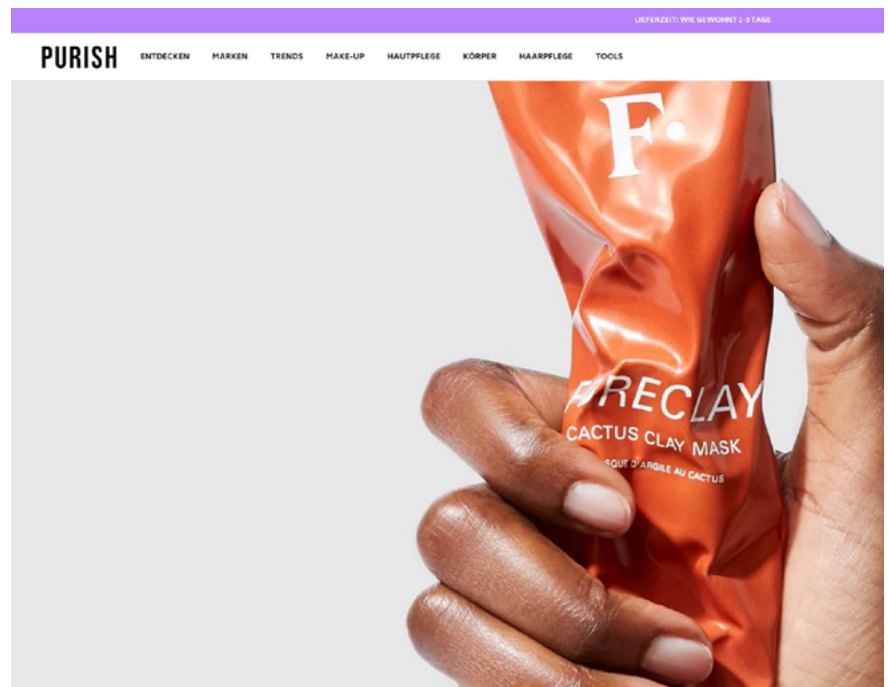 LIEFERZEIT: WIE GEWOHNT 1-3 TAGE
PURISH ENTDECKEN MARKEN TRENDS MAKE-UP HAUTPFLEGE KÖRPER HAARPFLEGE TOOLS
F.
CACTUS CLAY MASK
D'ARGILE AU CACTUS